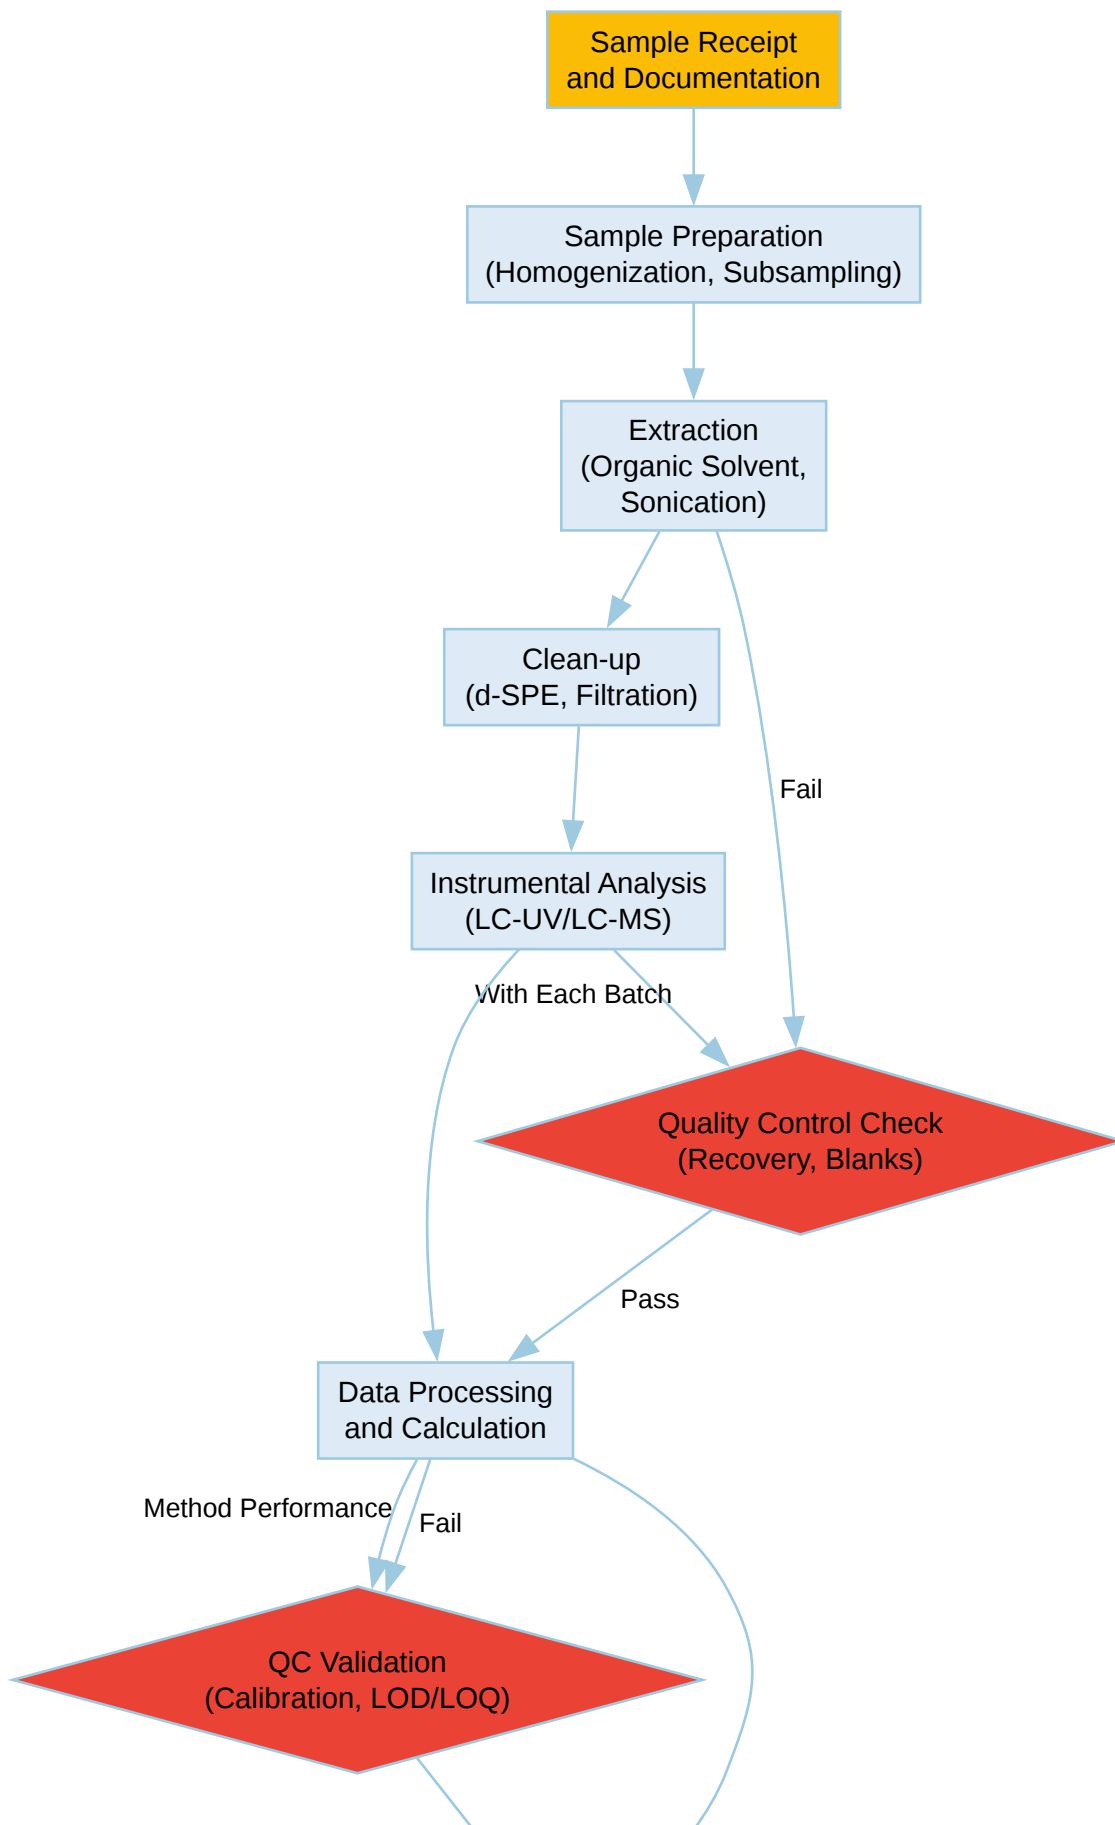 Sample Receipt
and Documentation
Sample Preparation
(Homogenization, Subsampling)
Extraction
(Organic Solvent,
Sonication)
Clean-up
(d-SPE, Filtration)
Fail
Instrumental Analysis
(LC-UV/LC-MS)
With Each Batch
Quality Control Check
(Recovery, Blanks)
Pass
Data Processing
and Calculation
Method Performance
Fail
QC Validation
(Calibration, LOD/LOQ)